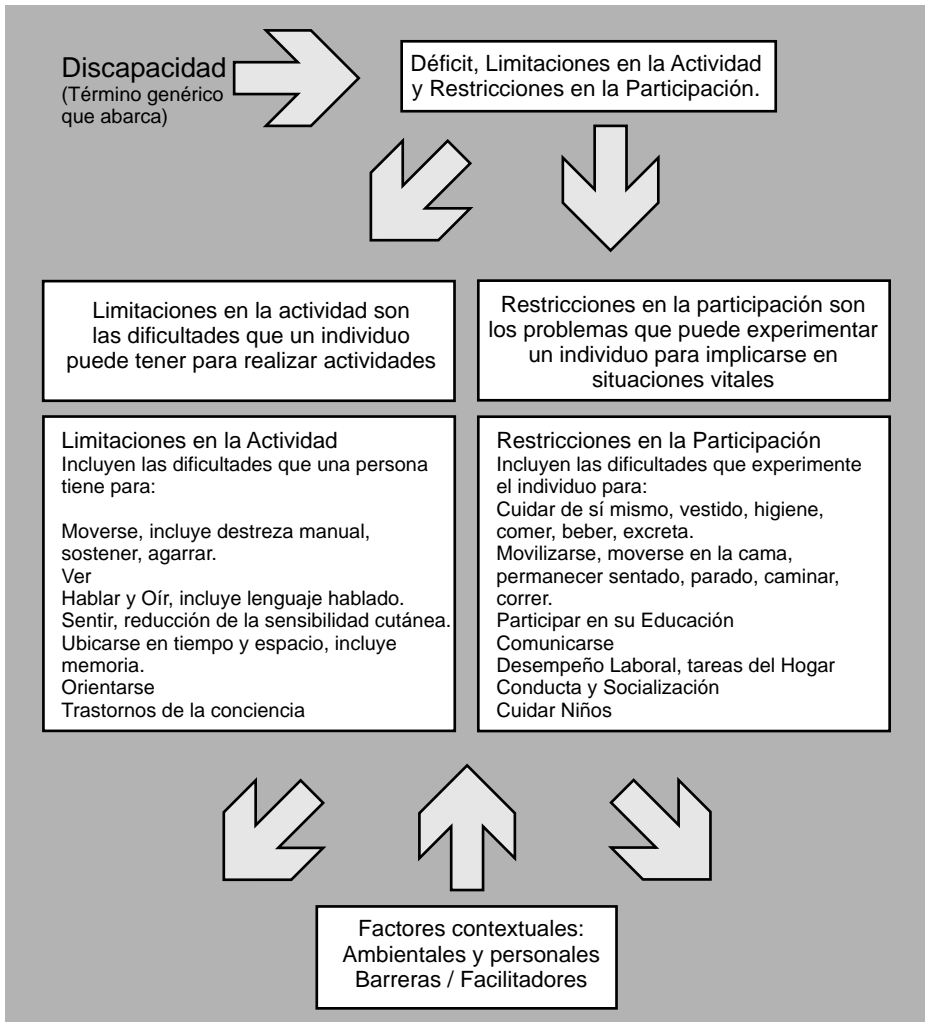 Discapacidad
(Término genérico
que abarca)
Déficit, Limitaciones en la Actividad
y Restricciones en la Participación.
Limitaciones en la actividad son
las dificultades que un individuo
puede tener para realizar actividades
Restricciones en la participación son
los problemas que puede experimentar
un individuo para implicarse en
situaciones vitales
Limitaciones en la Actividad
Incluyen las dificultades que una persona
tiene para:
Moverse, incluye destreza manual,
sostener, agarrar.
Ver
Hablar y Oír, incluye lenguaje hablado.
Sentir, reducción de la sensibilidad cutánea.
Ubicarse en tiempo y espacio, incluye
memoria.
Orientarse
Trastornos de la conciencia
Restricciones en la Participación
Incluyen las dificultades que experimente
el individuo para:
Cuidar de sí mismo, vestido, higiene,
comer, beber, excreta.
Movilizarse, moverse en la cama,
permanecer sentado, parado, caminar,
correr.
Participar en su Educación
Comunicarse
Desempeño Laboral, tareas del Hogar
Conducta y Socialización
Cuidar Niños
Factores contextuales:
Ambientales y personales
Barreras / Facilitadores